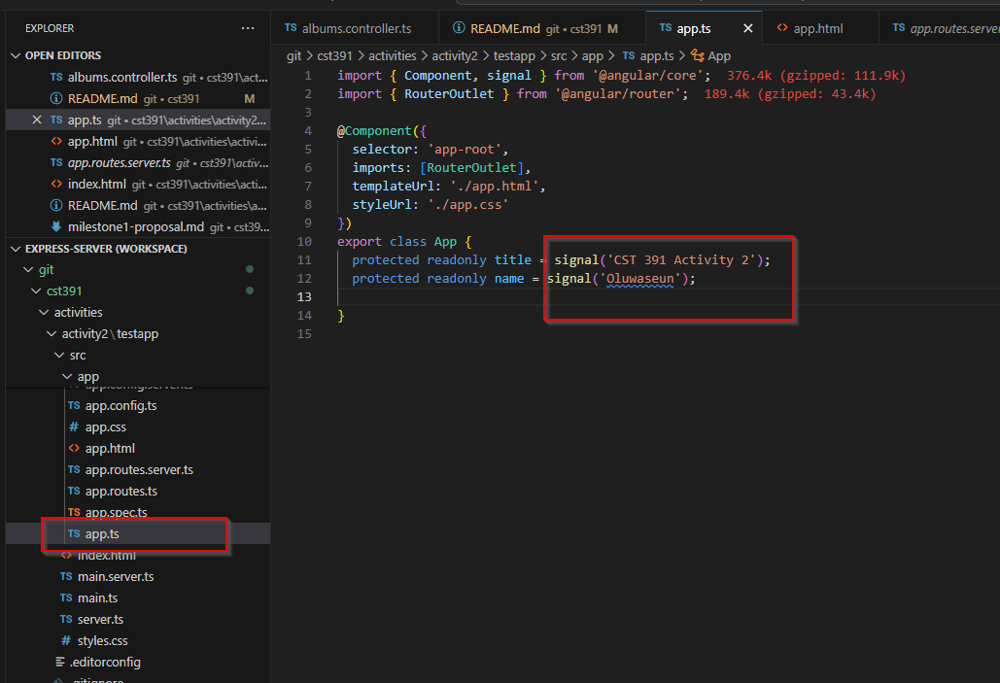 EXPLORER
OPEN EDITORS
TS albums.controller.ts git • cst391\act...
README.md git • cst391 M
TS app.ts git • cst391\activities\activity2...
<> app.html git • cst391\activities\activi...
TS app.routes.server.ts git • cst391\activ...
<> index.html git • cst391\activities\acti...
README.md git • cst391\activities\a...
milestone1-proposal.md git • cst39...
EXPRESS-SERVER (WORKSPACE)
git
cst391
activities
activity2\testapp
src
app
TS app.config.ts
# app.css
<> app.html
TS app.routes.server.ts
TS app.routes.ts
TS app.spec.ts
TS app.ts
<> index.html
TS main.server.ts
TS main.ts
TS server.ts
# styles.css
.editorconfig
.gitignore
TS albums.controller.ts
README.md git • cst391 M
TS app.ts
<> app.html
TS app.routes.server
git > cst391 > activities > activity2 > testapp > src > app > TS app.ts > App
1 import { Component, signal } from '@angular/core'; 376.4k (gzipped: 111.9k)
2 import { RouterOutlet } from '@angular/router'; 189.4k (gzipped: 43.4k)
3
4 @Component({
5 selector: 'app-root',
6 imports: [RouterOutlet],
7 templateUrl: './app.html',
8 styleUrl: './app.css'
9 })
10 export class App {
11 protected readonly title = signal('CST 391 Activity 2');
12 protected readonly name = signal('Oluwaseun');
13
14 }
15